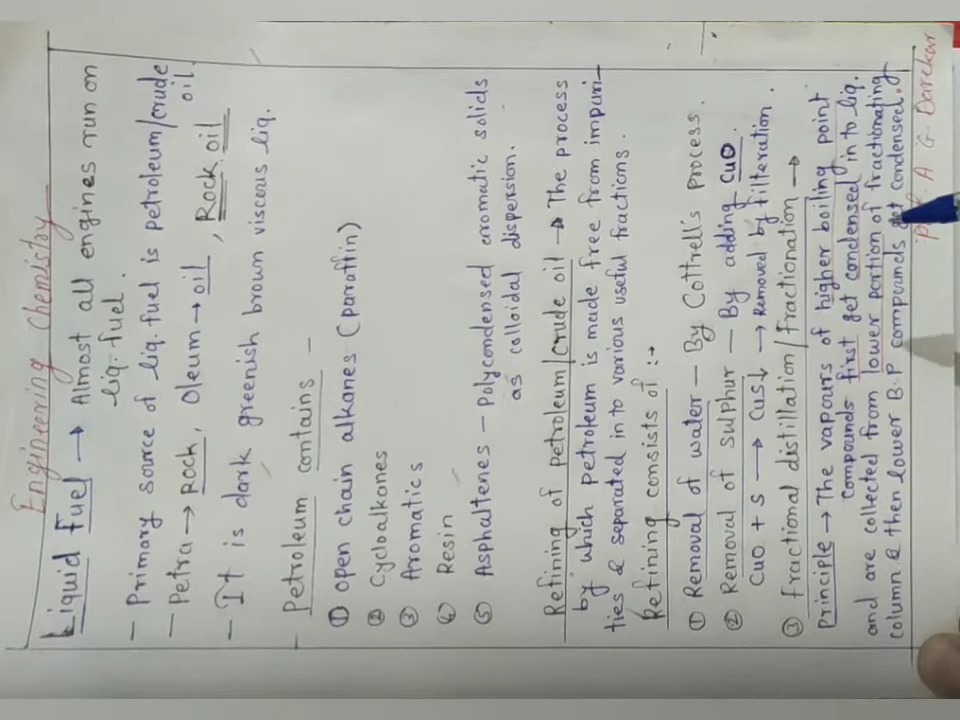 Engineering Chemistry
Liquid Fuel → Almost all engines run on
liq. fuel.
- Primary source of liq. fuel is petroleum/crude
oil.
- Petra → Rock, Oleum → oil, Rock oil
- It is dark greenish brown viscous liq.
- Petroleum contains -
① Open chain alkanes (paraffin)
② Cycloalkanes
③ Aromatics
④ Resin
⑤ Asphaltenes - Polycondensed aromatic solids
as colloidal dispersion.
Refining of petroleum/crude oil → The process
by which petroleum is made free from impuri-
ties & separated in to various useful fractions.
Refining consists of :→
① Removal of water - By Cottrell's process.
② Removal of sulphur - By adding CuO.
CuO + S → CuS↓ → Removed by filteration.
③ Fractional distillation/fractionation →
Principle → The vapours of higher boiling point
compounds first get condensed in to liq.
and are collected from lower portion of fractionating
column & then lower B.P compounds get condensed.
A G. Darekar